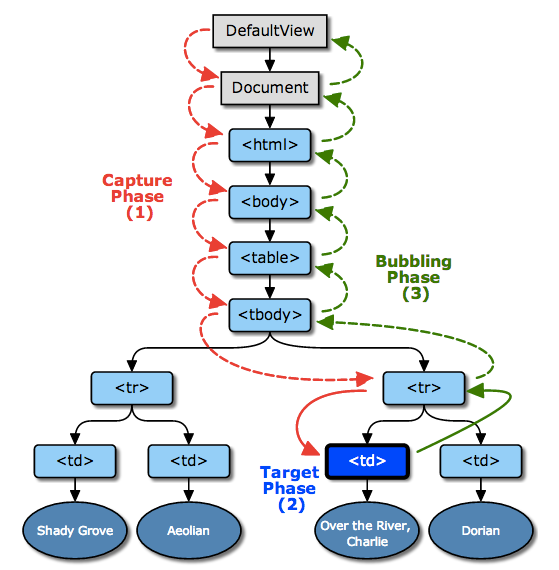 DefaultView
Document
<html>
Capture
Phase
(1)
<body>
<table>
Bubbling
Phase
(3)
<tbody>
<tr>
<tr>
<td>
<td>
<td>
<td>
Target
Phase
(2)
Shady Grove
Aeolian
Over the River,
Charlie
Dorian